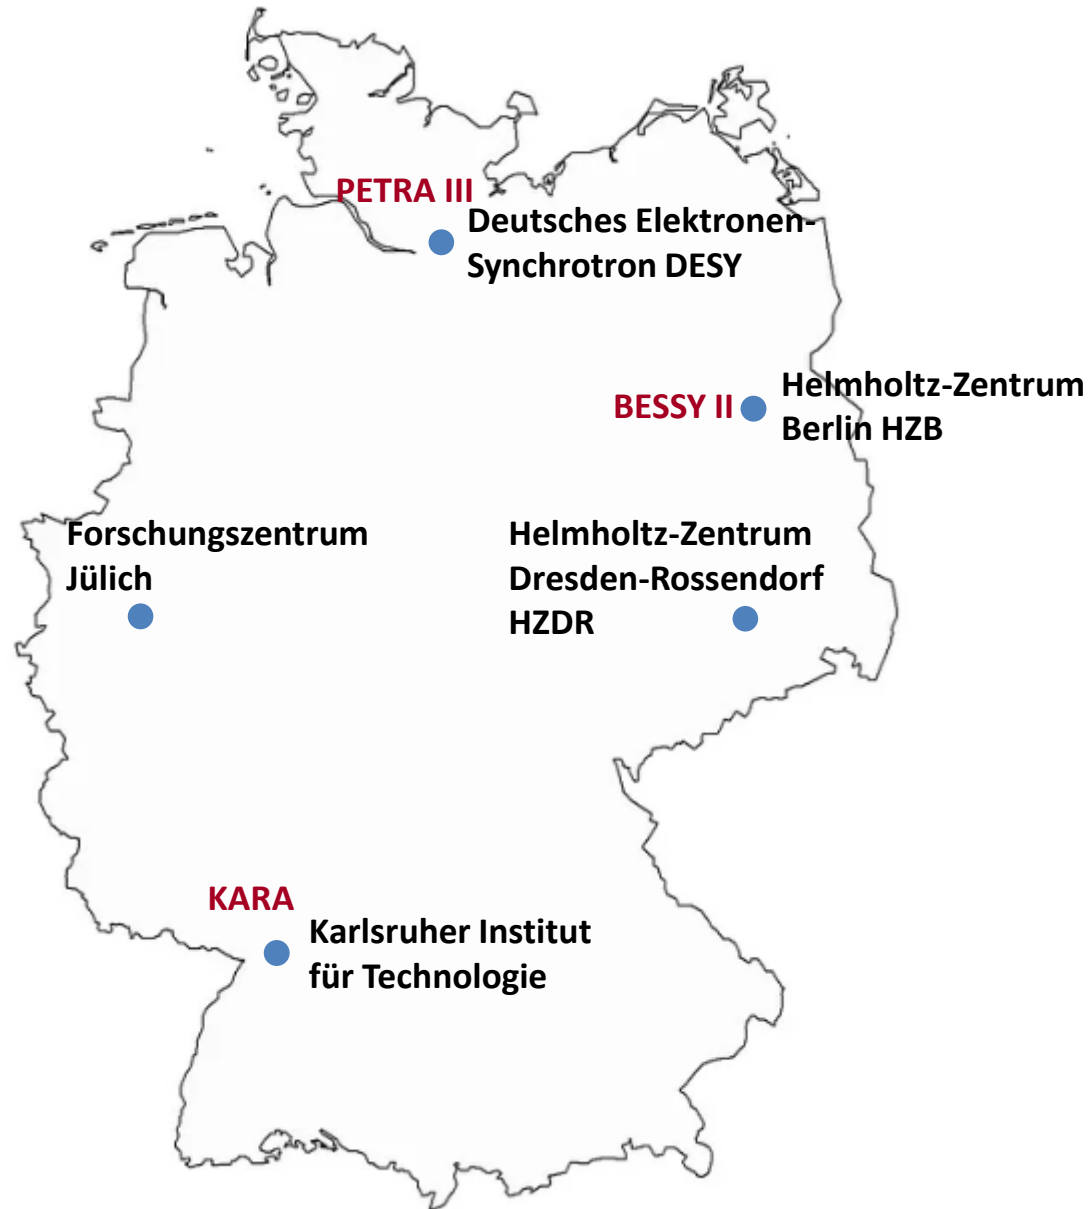 PETRA III
Deutsches Elektronen-
Synchrotron DESY
BESSY II
Helmholtz-Zentrum
Berlin HZB
Forschungszentrum
Jülich
Helmholtz-Zentrum
Dresden-Rossendorf
HZDR
KARA
Karlsruher Institut
für Technologie